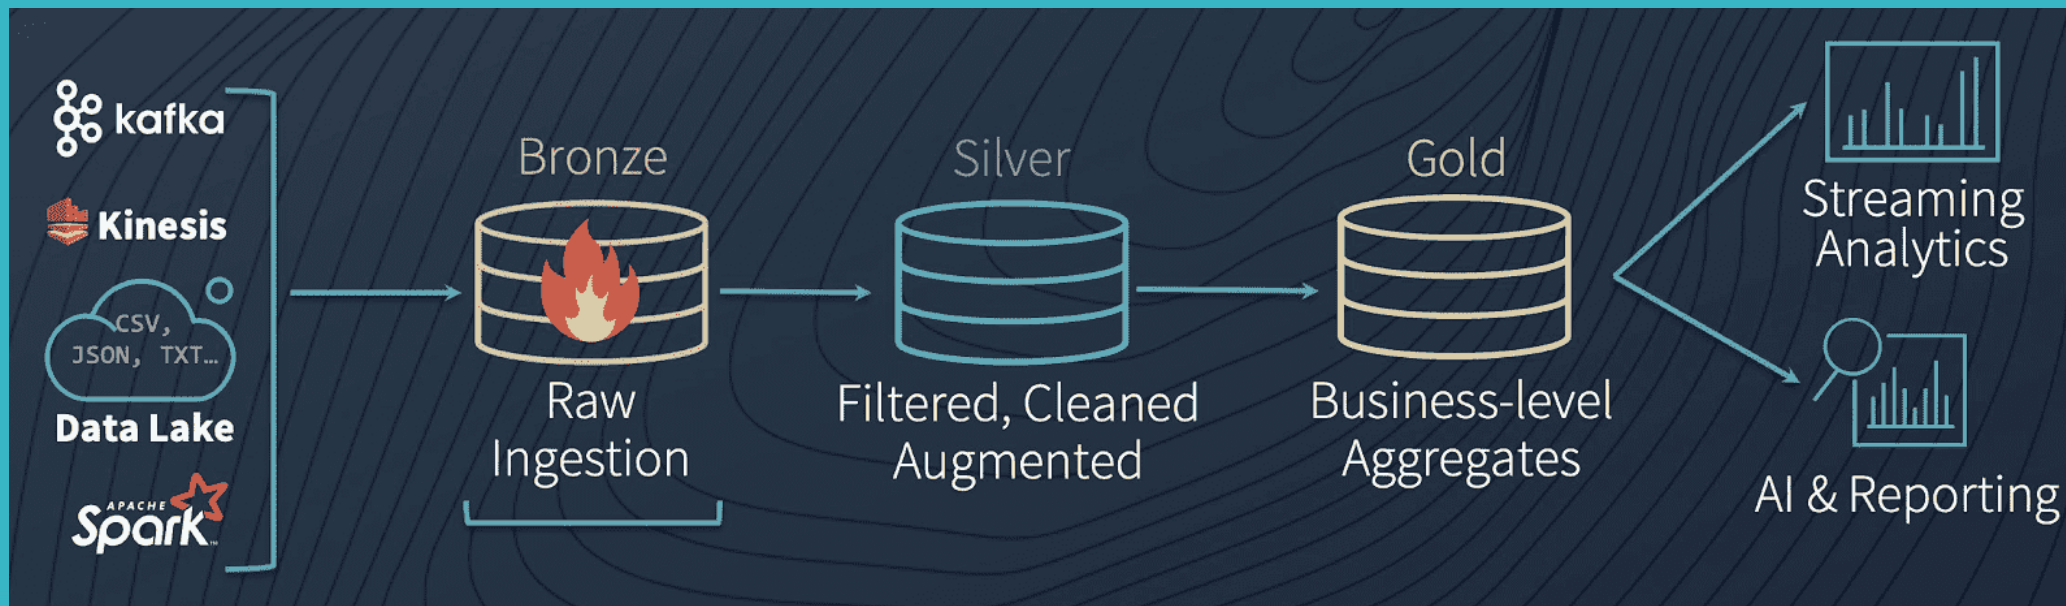 kafka
Kinesis
CSV,
JSON, TXT…
Data Lake
APACHE
Spark™
Bronze
Raw
Ingestion
Silver
Filtered, Cleaned
Augmented
Gold
Business-level
Aggregates
Streaming
Analytics
AI & Reporting